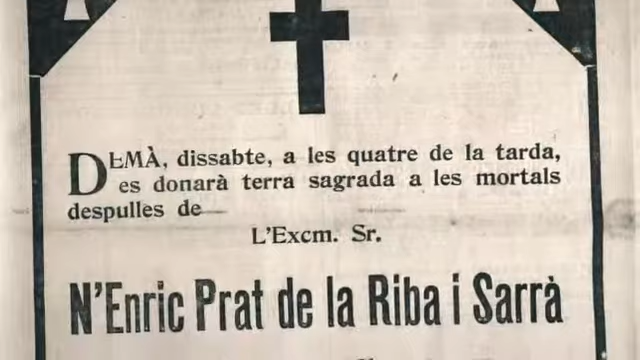 DEMÀ, dissabte, a les quatre de la tarda,
es donarà terra sagrada a les mortals
despulles de
L'Excm. Sr.
N'Enric Prat de la Riba i Sarrà